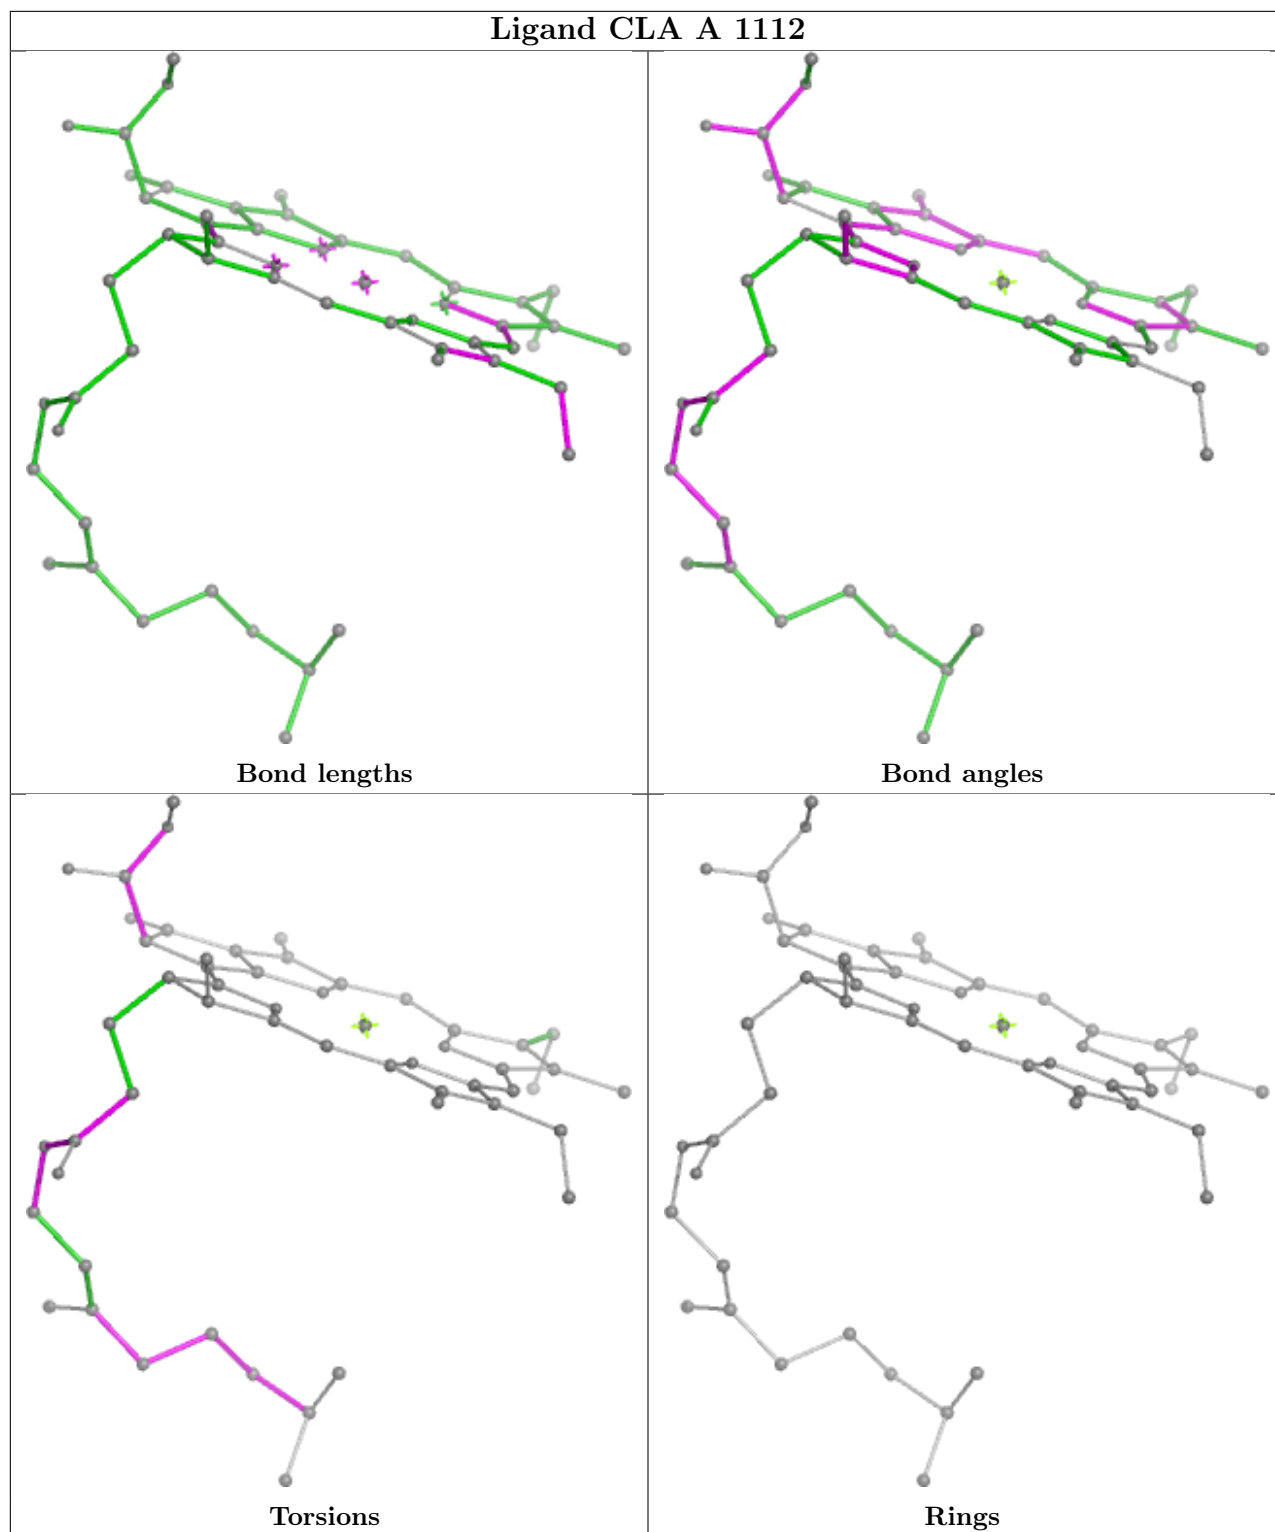 Ligand CLA A 1112
Bond lengths
Bond angles
Torsions
Rings